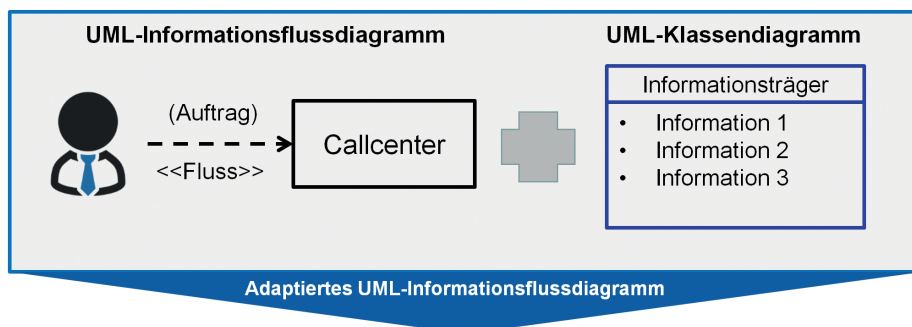 UML-Informationsflussdiagramm
(Auftrag)
<<Fluss>>
Callcenter
UML-Klassendiagramm
Informationsträger
• Information 1
• Information 2
• Information 3
Adaptiertes UML-Informationsflussdiagramm